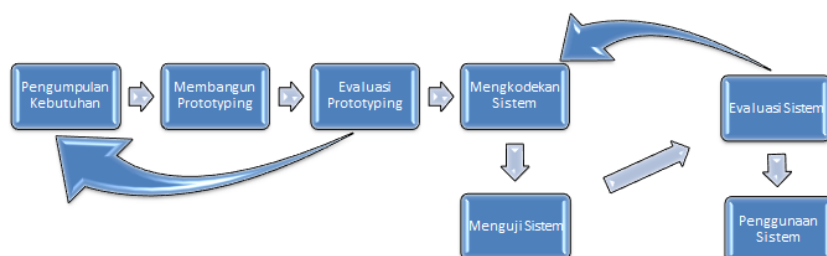 Pengumpulan
Kebutuhan
Membangun
Prototyping
Evaluasi
Prototyping
Mengkodekan
Sistem
Menguji Sistem
Evaluasi Sistem
Penggunaan
Sistem